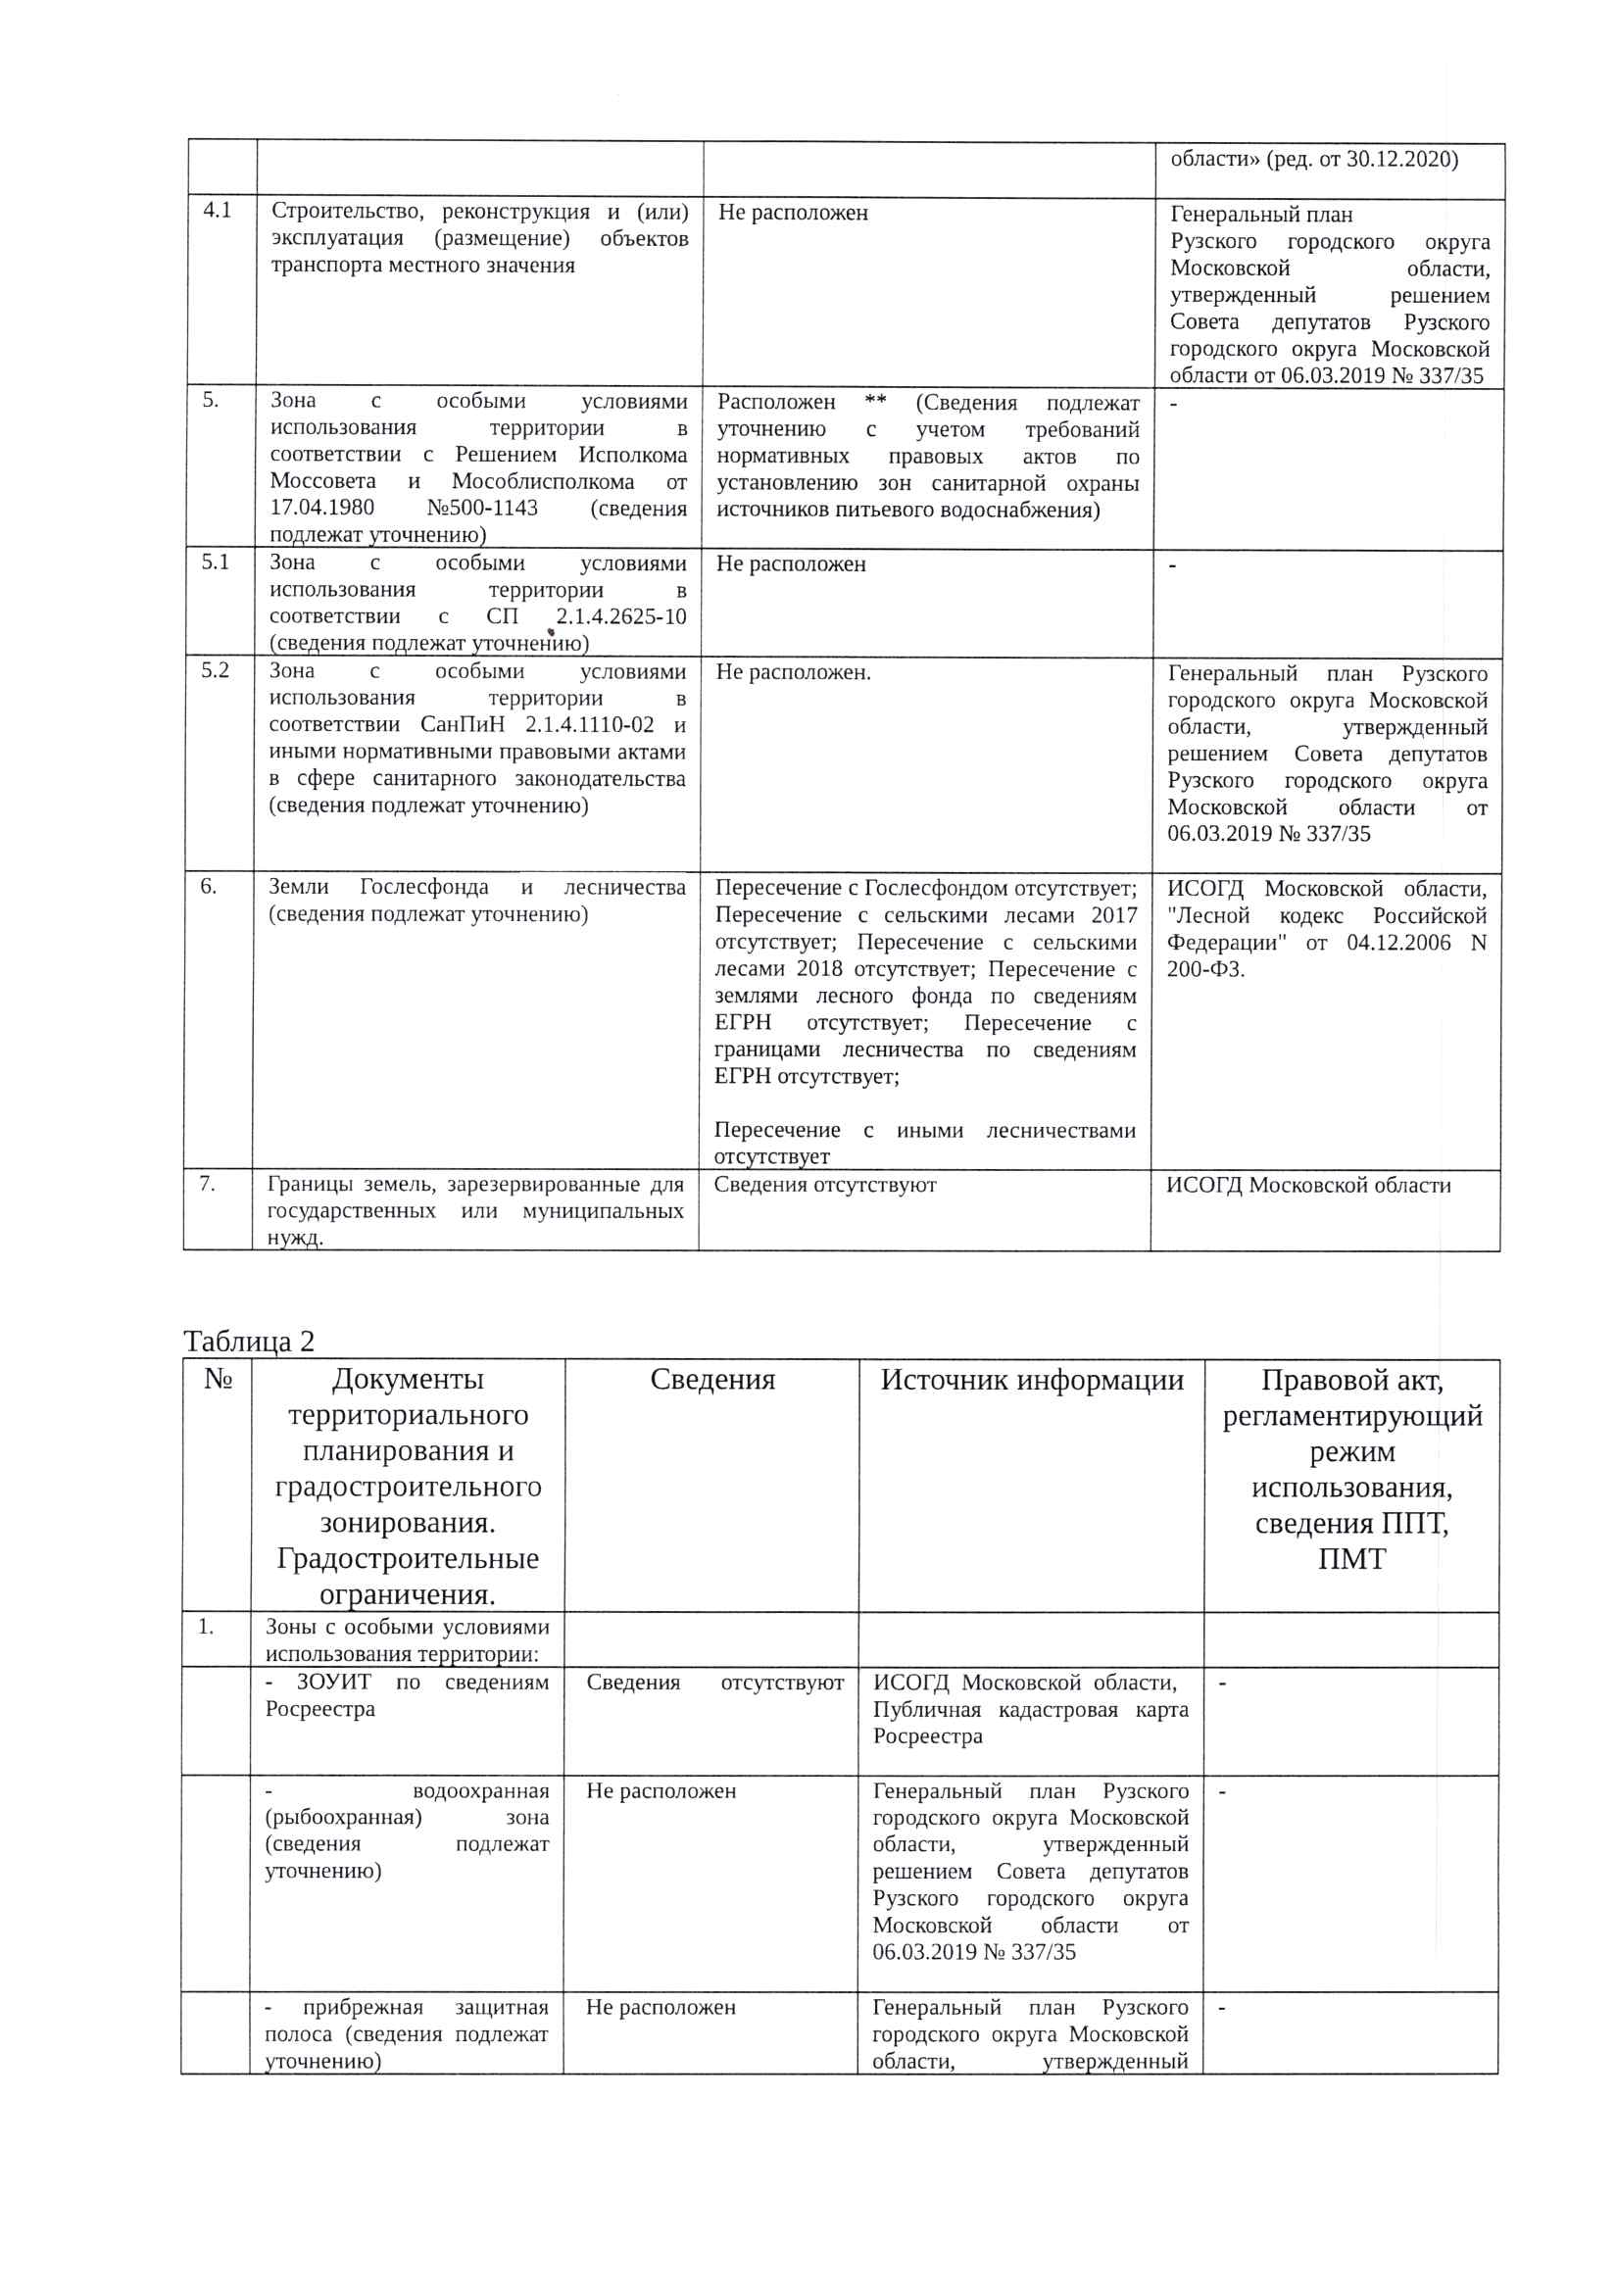 области» (ред. от 30.12.2020)
4.1
Строительство, реконструкция и (или)
эксплуатация (размещение) объектов
транспорта местного значения
Не расположен
Генеральный план
Рузского городского округа
Московской области,
утвержденный решением
Совета депутатов Рузского
городского округа Московской
области от 06.03.2019 № 337/35
5.
Зона с особыми условиями
использования территории в
соответствии с Решением Исполкома
Моссовета и Мособлисполкома от
17.04.1980 №500-1143 (сведения
подлежат уточнению)
Расположен ** (Сведения подлежат
уточнению с учетом требований
нормативных правовых актов по
установлению зон санитарной охраны
источников питьевого водоснабжения)
-
5.1
Зона с особыми условиями
использования территории в
соответствии с СП 2.1.4.2625-10
(сведения подлежат уточнению)
Не расположен
-
5.2
Зона с особыми условиями
использования территории в
соответствии СанПиН 2.1.4.1110-02 и
иными нормативными правовыми актами
в сфере санитарного законодательства
(сведения подлежат уточнению)
Не расположен.
Генеральный план Рузского
городского округа Московской
области, утвержденный
решением Совета депутатов
Рузского городского округа
Московской области от
06.03.2019 № 337/35
6.
Земли Гослесфонда и лесничества
(сведения подлежат уточнению)
Пересечение с Гослесфондом отсутствует;
Пересечение с сельскими лесами 2017
отсутствует; Пересечение с сельскими
лесами 2018 отсутствует; Пересечение с
землями лесного фонда по сведениям
ЕГРН отсутствует; Пересечение с
границами лесничества по сведениям
ЕГРН отсутствует;
Пересечение с иными лесничествами
отсутствует
ИСОГД Московской области,
"Лесной кодекс Российской
Федерации" от 04.12.2006 N
200-ФЗ.
7.
Границы земель, зарезервированные для
государственных или муниципальных
нужд.
Сведения отсутствуют
ИСОГД Московской области
Таблица 2
№
Документы
территориального
планирования и
градостроительного
зонирования.
Градостроительные
ограничения.
Сведения
Источник информации
Правовой акт,
регламентирующий
режим
использования,
сведения ППТ,
ПМТ
1.
Зоны с особыми условиями
использования территории:
- ЗОУИТ по сведениям
Росреестра
Сведения отсутствуют
ИСОГД Московской области,
Публичная кадастровая карта
Росреестра
-
- водоохранная
(рыбоохранная) зона
(сведения подлежат
уточнению)
Не расположен
Генеральный план Рузского
городского округа Московской
области, утвержденный
решением Совета депутатов
Рузского городского округа
Московской области от
06.03.2019 № 337/35
-
- прибрежная защитная
полоса (сведения подлежат
уточнению)
Не расположен
Генеральный план Рузского
городского округа Московской
области, утвержденный
-